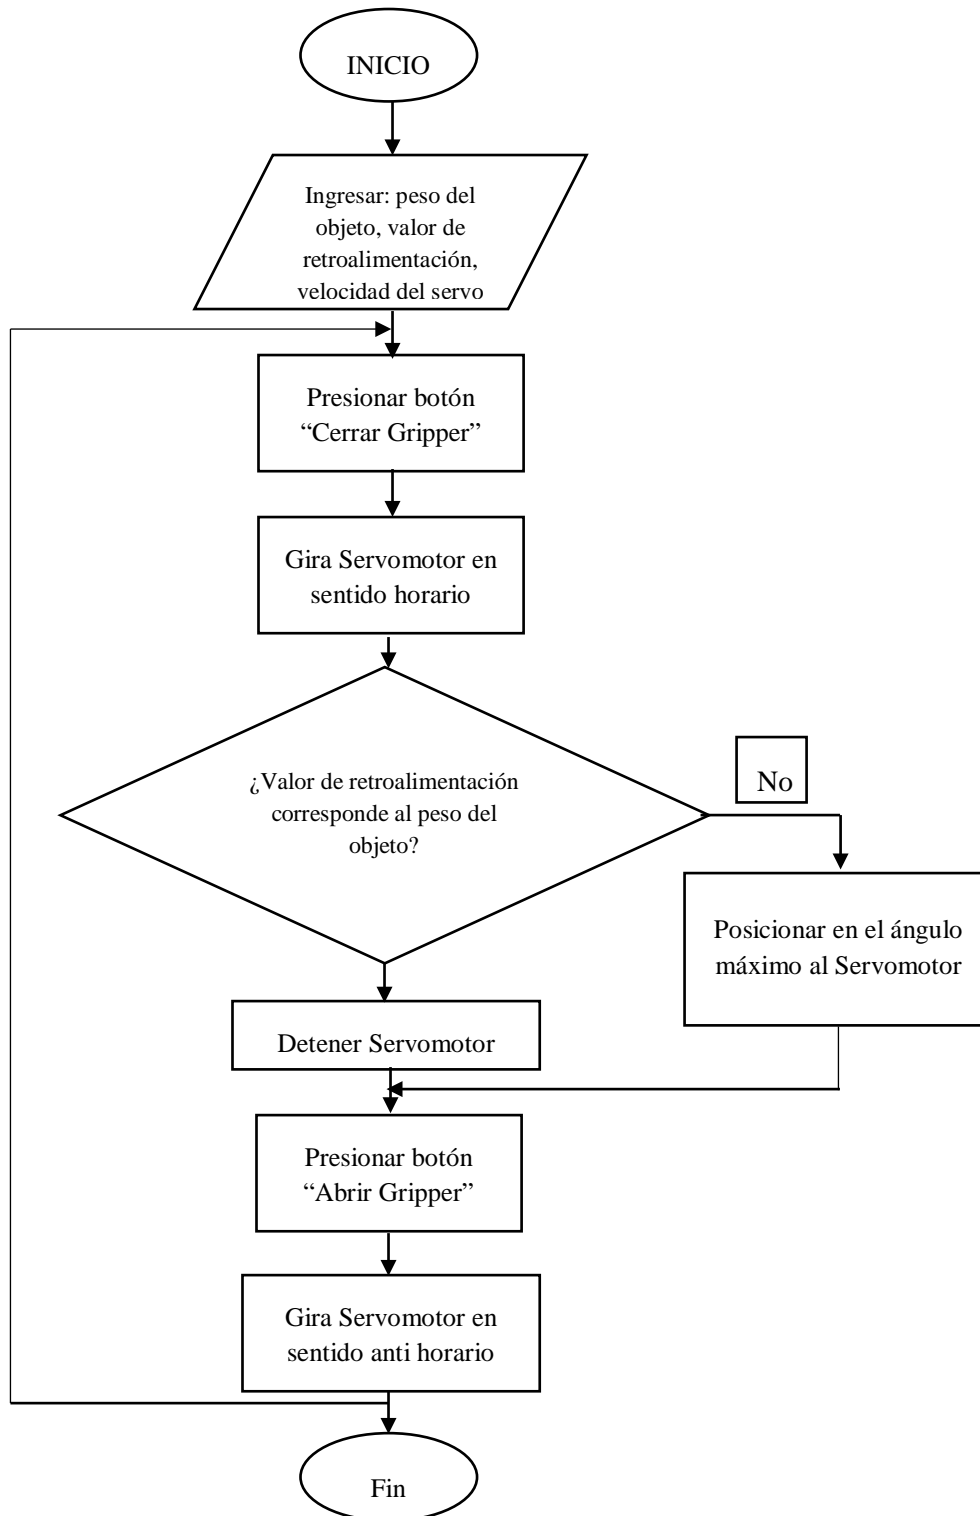 INICIO
Ingresar: peso del
objeto, valor de
retroalimentación,
velocidad del servo
Presionar botón
“Cerrar Gripper”
Gira Servomotor en
sentido horario
¿Valor de retroalimentación
corresponde al peso del
objeto?
No
Posicionar en el ángulo
máximo al Servomotor
Detener Servomotor
Presionar botón
“Abrir Gripper”
Gira Servomotor en
sentido anti horario
Fin